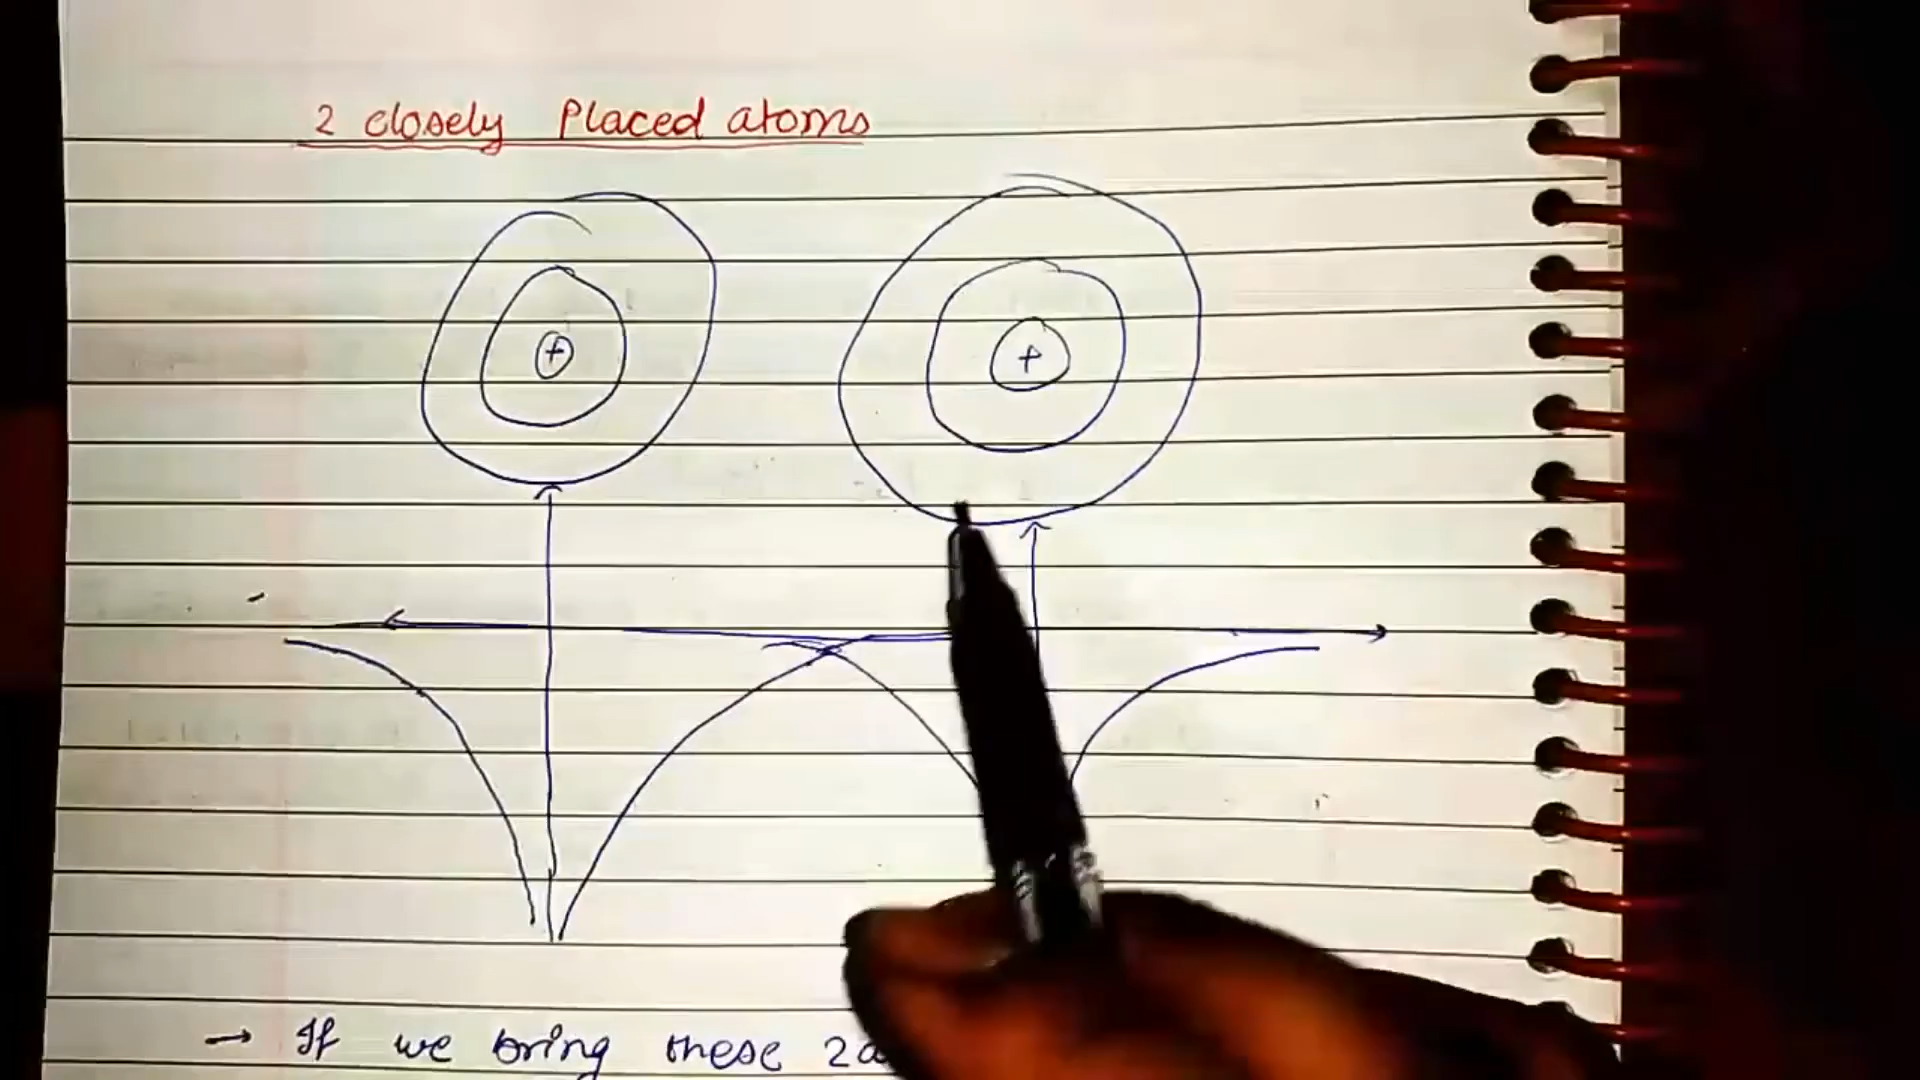 2 closely Placed atoms
+ +
→ If we bring these 2